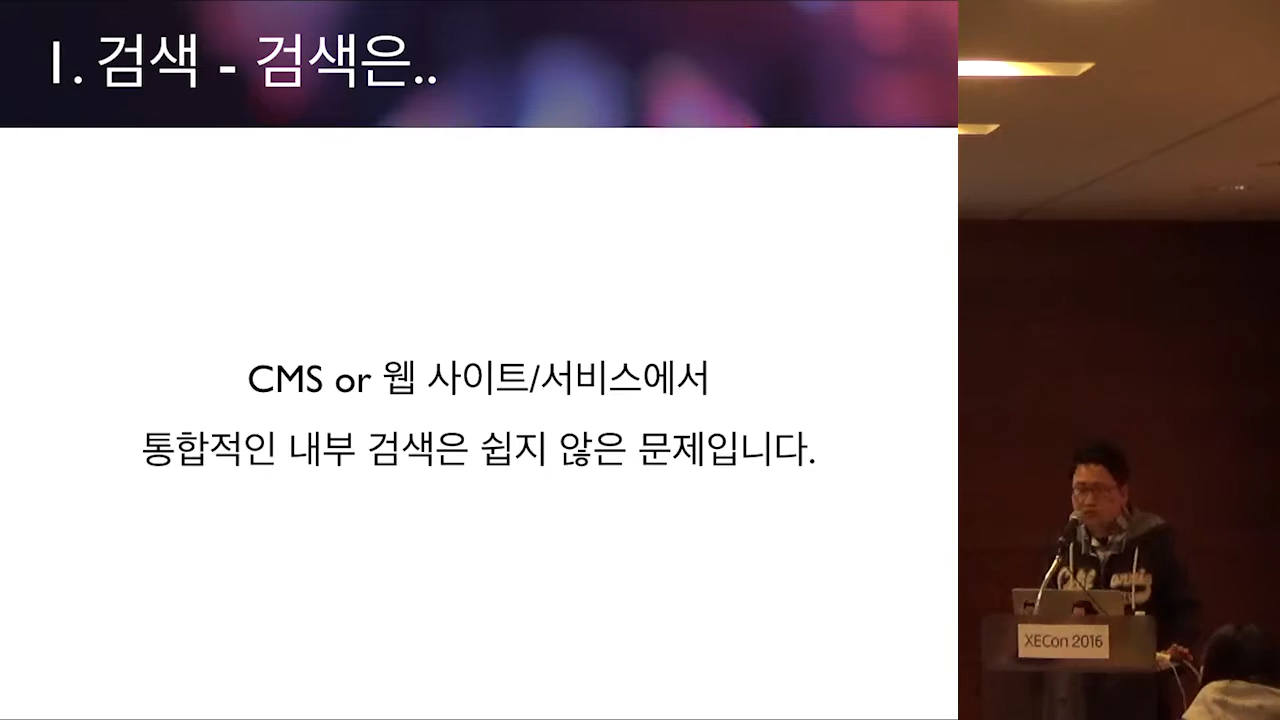 1. 검색 - 검색은..
CMS or 웹 사이트/서비스에서
통합적인 내부 검색은 쉽지 않은 문제입니다.
XECon 2016